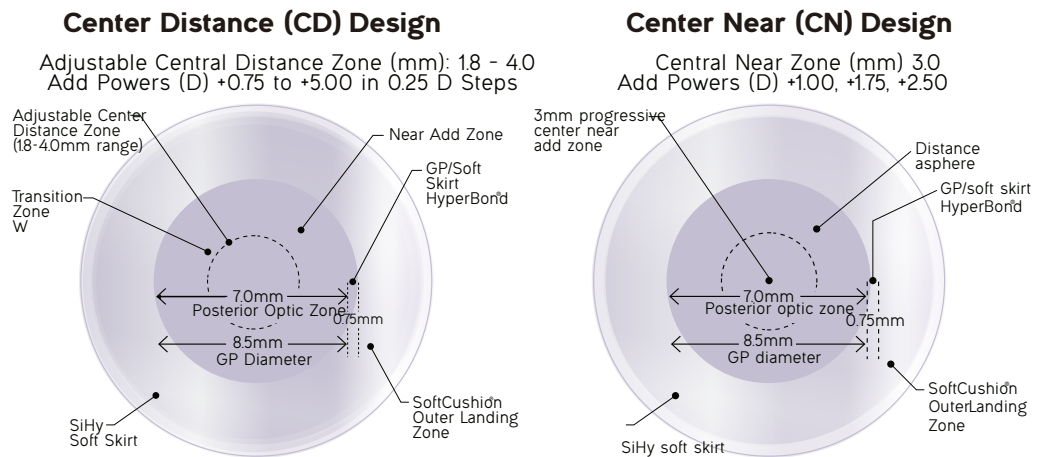 Center Distance (CD) Design
Adjustable Central Distance Zone (mm): 1.8 - 4.0
Add Powers (D) +0.75 to +5.00 in 0.25 D Steps
Adjustable Center
Distance Zone
(1.8-4.0mm range)
Near Add Zone
GP/Soft
Skirt
HyperBond®
Transition
Zone
W
7.0mm
Posterior Optic Zone
0.75mm
8.5mm
GP Diameter
SiHy
Soft Skirt
SoftCushion
Outer Landing
Zone
Center Near (CN) Design
Central Near Zone (mm) 3.0
Add Powers (D) +1.00, +1.75, +2.50
3mm progressive
center near
add zone
Distance
asphere
GP/soft skirt
HyperBond®
7.0mm
Posterior optic zone
0.75mm
8.5mm
GP diameter
SiHy soft skirt
SoftCushion
OuterLanding
Zone